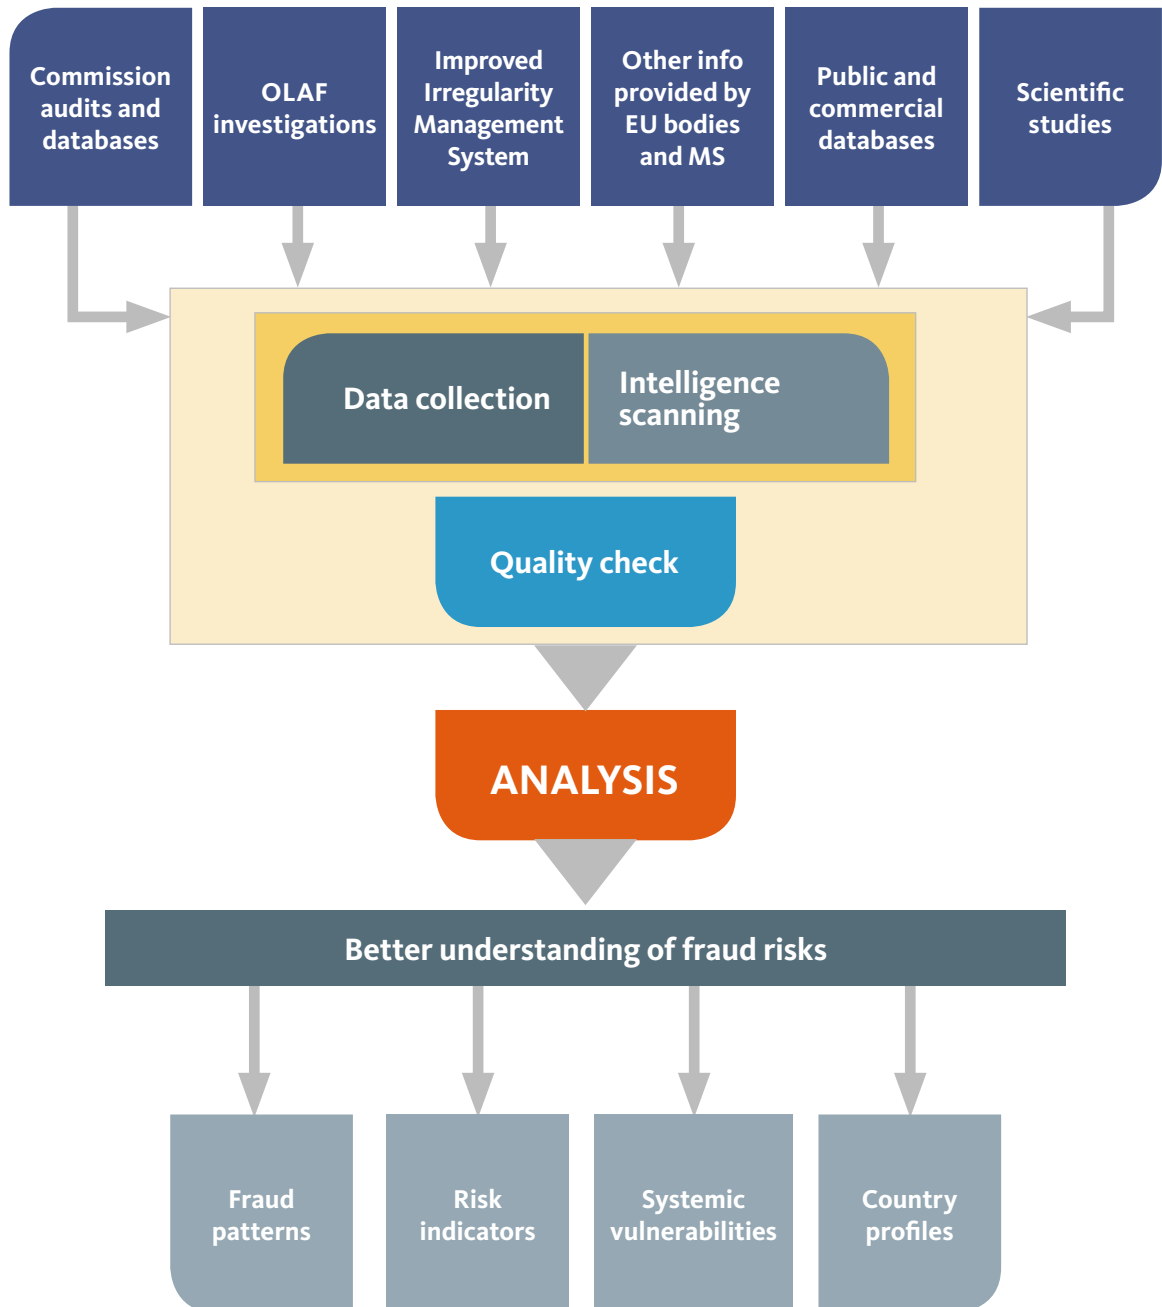 Commission
audits and
databases
OLAF
investigations
Improved
Irregularity
Management
System
Other info
provided by
EU bodies
and MS
Public and
commercial
databases
Scientific
studies
Data collection
Intelligence
scanning
Quality check
ANALYSIS
Better understanding of fraud risks
Fraud
patterns
Risk
indicators
Systemic
vulnerabilities
Country
profiles